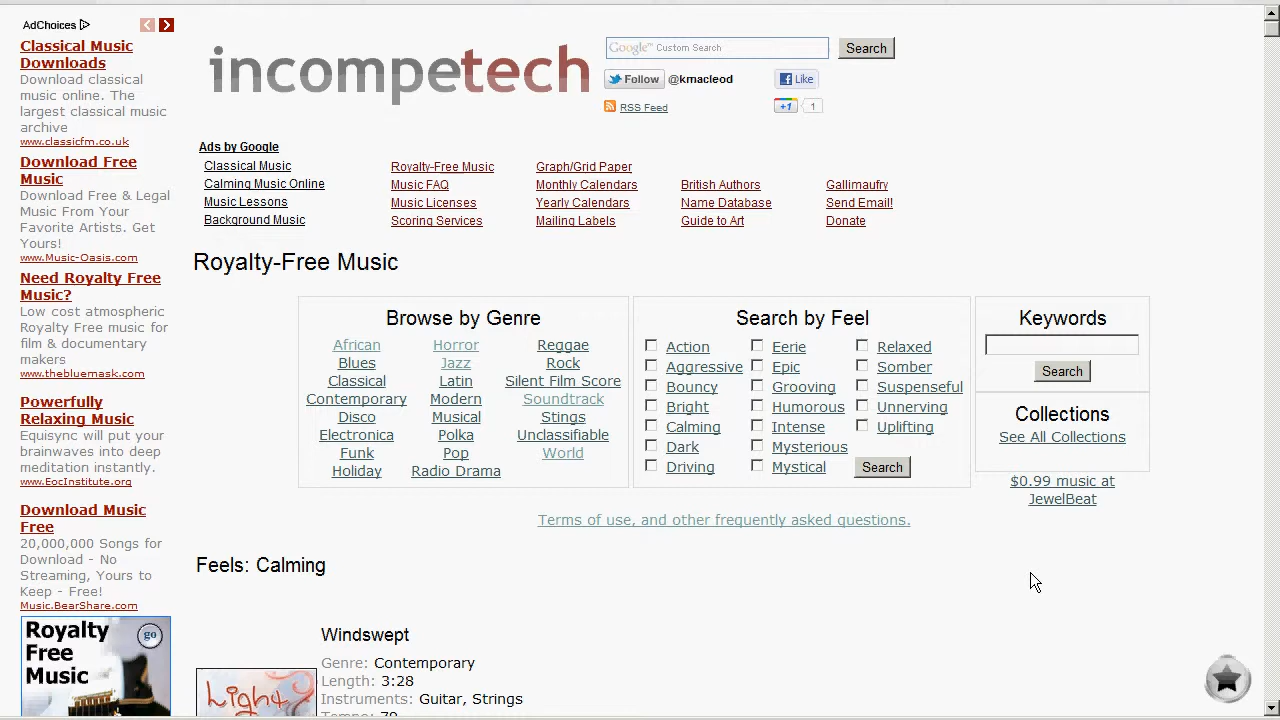 AdChoices
Classical Music
Downloads
Download classical
music online. The
largest classical music
archive
www.classicfm.co.uk
Download Free
Music
Download Free & Legal
Music From Your
Favorite Artists. Get
Yours!
www.Music-Oasis.com
Need Royalty Free
Music?
Low cost atmospheric
Royalty Free music for
film & documentary
makers
www.thebluemask.com
Powerfully
Relaxing Music
Equisync will put your
brainwaves into deep
meditation instantly.
www.EocInstitute.org
Download Music
Free
20,000,000 Songs for
Download - No
Streaming, Yours to
Keep - Free!
Music.BearShare.com
Royalty
Free
Music
go
incompetech
Google™ Custom Search
Search
Follow @kmacleod
Like
RSS Feed
+1 1
Ads by Google
Classical Music
Calming Music Online
Music Lessons
Background Music
Royalty-Free Music
Music FAQ
Music Licenses
Scoring Services
Graph/Grid Paper
Monthly Calendars
Yearly Calendars
Mailing Labels
British Authors
Name Database
Guide to Art
Gallimaufry
Send Email!
Donate
Royalty-Free Music
Browse by Genre
African
Blues
Classical
Contemporary
Disco
Electronica
Funk
Holiday
Horror
Jazz
Latin
Modern
Musical
Polka
Pop
Radio Drama
Reggae
Rock
Silent Film Score
Soundtrack
Stings
Unclassifiable
World
Search by Feel
Action
Aggressive
Bouncy
Bright
Calming
Dark
Driving
Eerie
Epic
Grooving
Humorous
Intense
Mysterious
Mystical
Relaxed
Somber
Suspenseful
Unnerving
Uplifting
Search
Keywords
Search
Collections
See All Collections
$0.99 music at
JewelBeat
Terms of use, and other frequently asked questions.
Feels: Calming
Windswept
Genre: Contemporary
Length: 3:28
Instruments: Guitar, Strings
Tempo: 70
Light